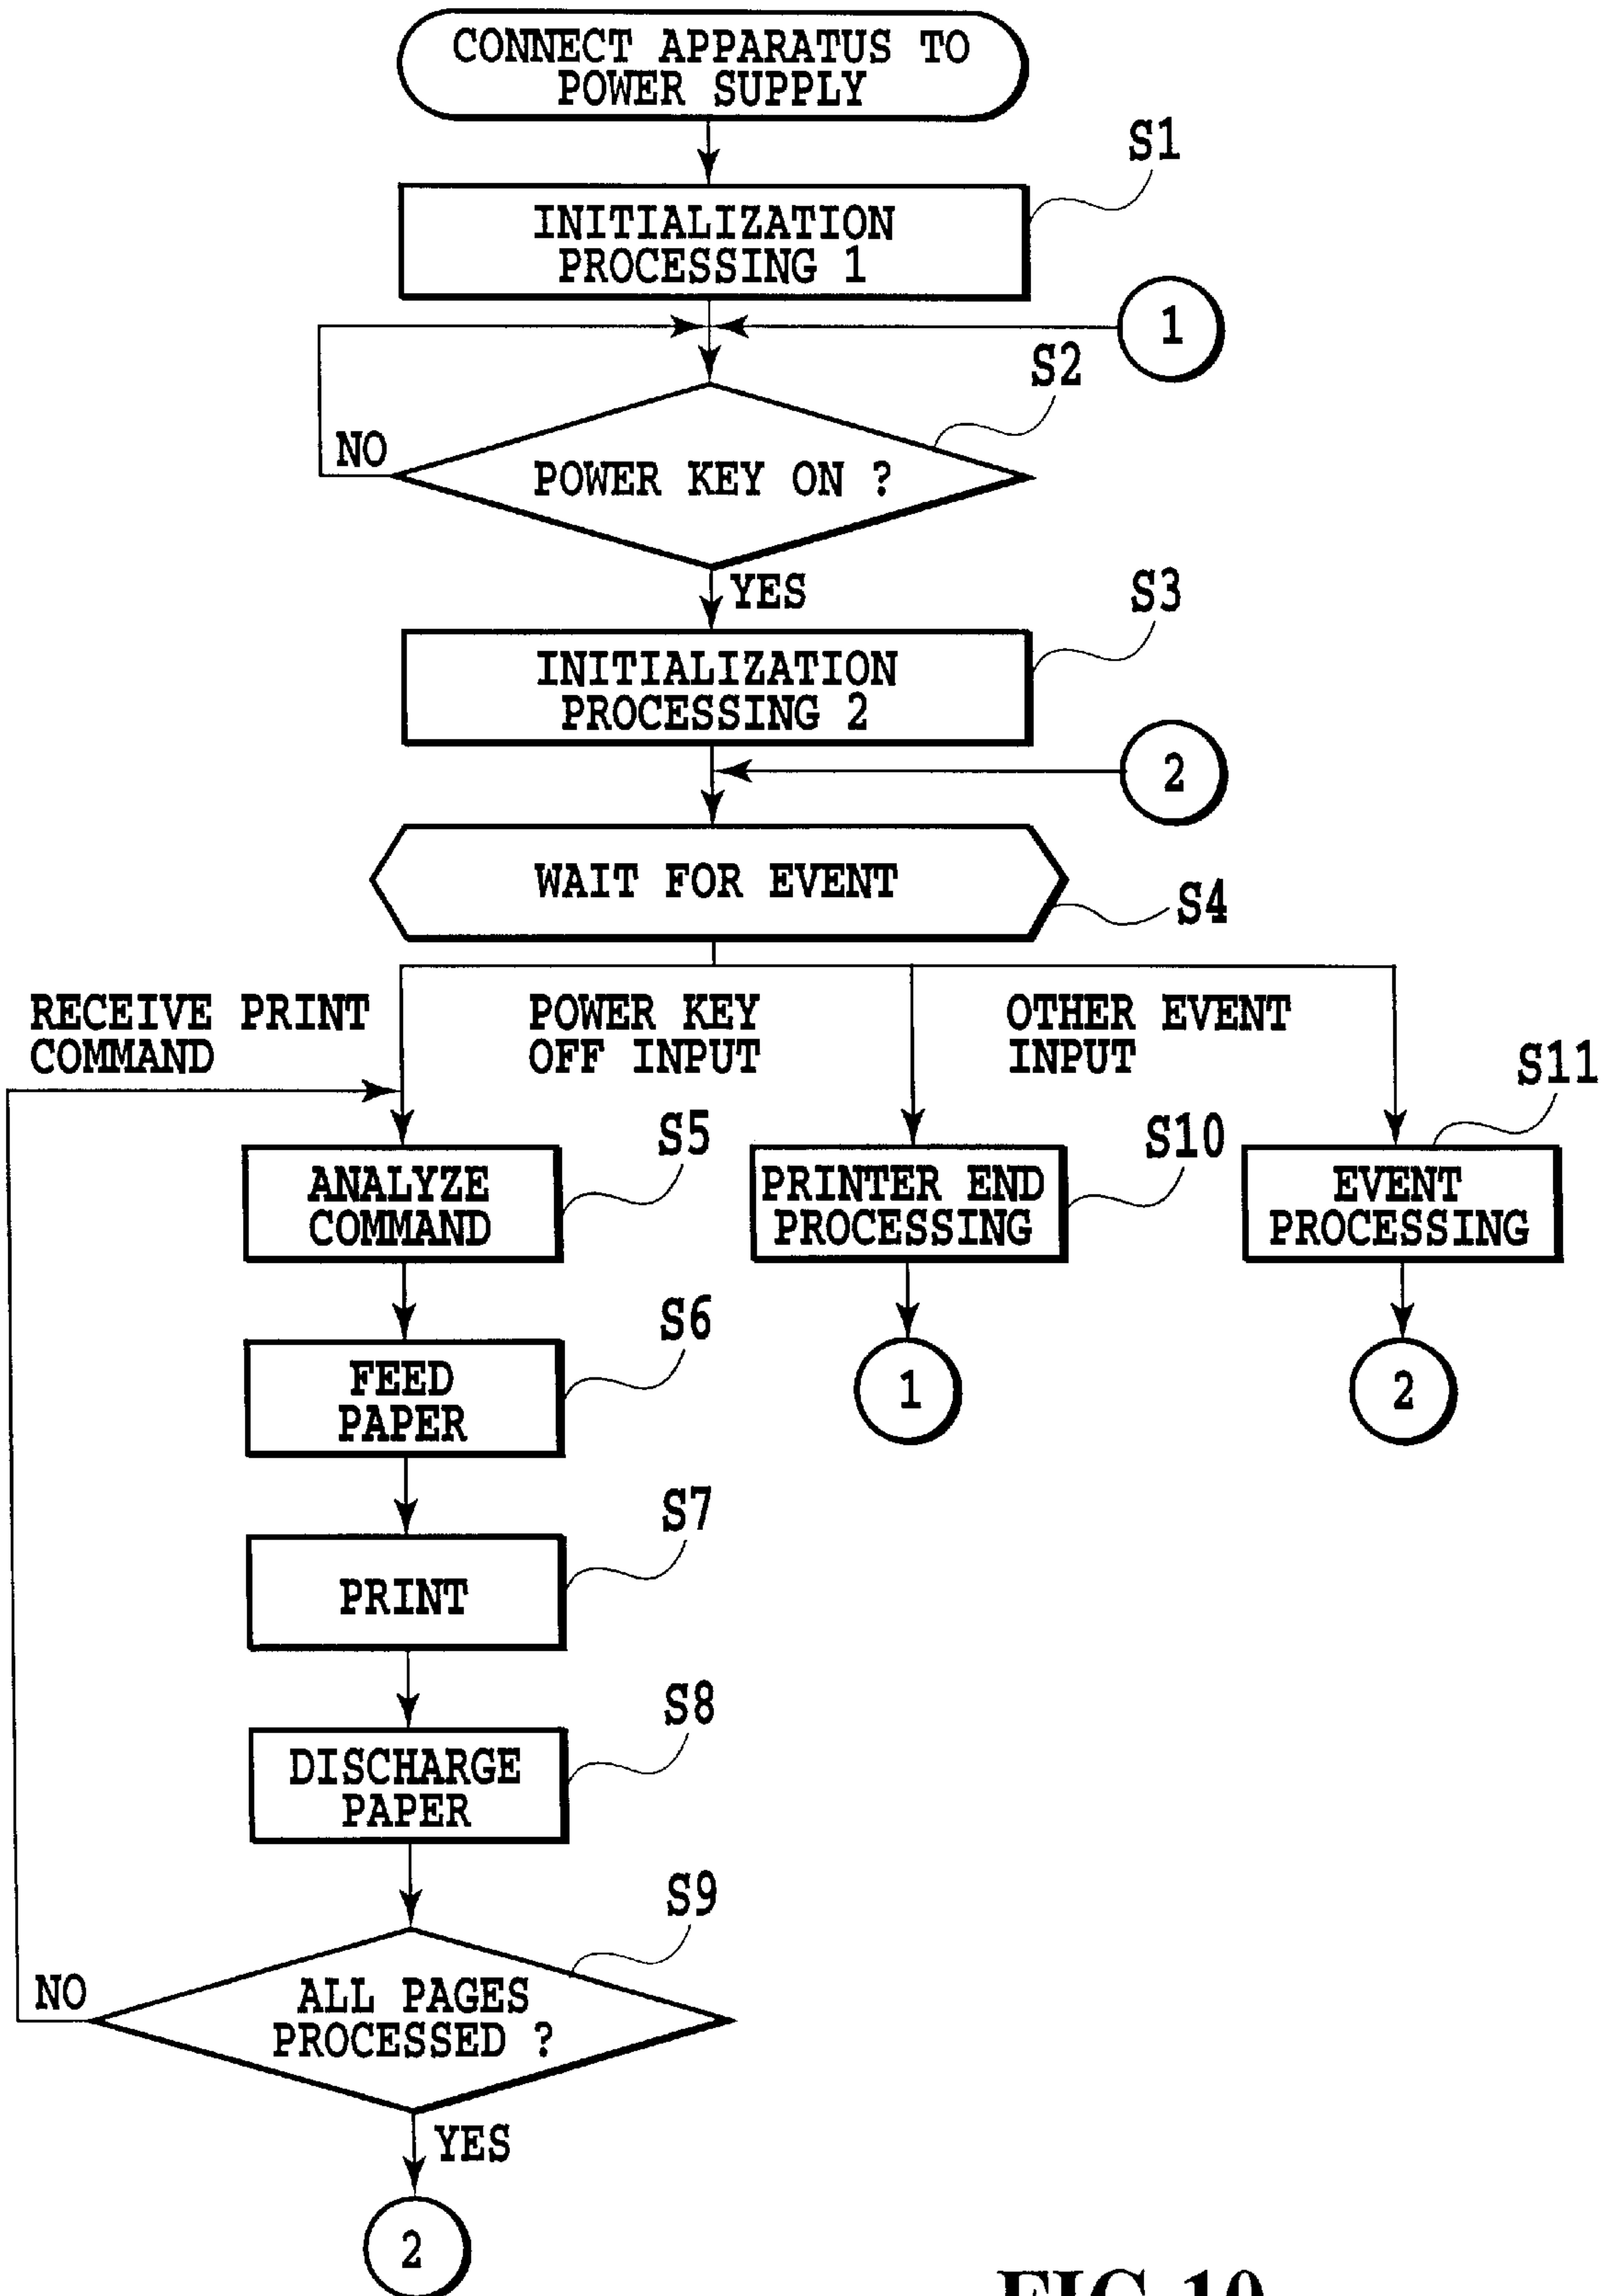 CONNECT APPARATUS TO
POWER SUPPLY
S1
INITIALIZATION
PROCESSING 1
1
S2
NO
POWER KEY ON ?
YES
S3
INITIALIZATION
PROCESSING 2
2
WAIT FOR EVENT
S4
RECEIVE PRINT
COMMAND
POWER KEY
OFF INPUT
OTHER EVENT
INPUT
S11
S5
S10
ANALYZE
COMMAND
PRINTER END
PROCESSING
EVENT
PROCESSING
S6
FEED
PAPER
1
2
S7
PRINT
S8
DISCHARGE
PAPER
S9
NO
ALL PAGES
PROCESSED ?
YES
2
FIG.10